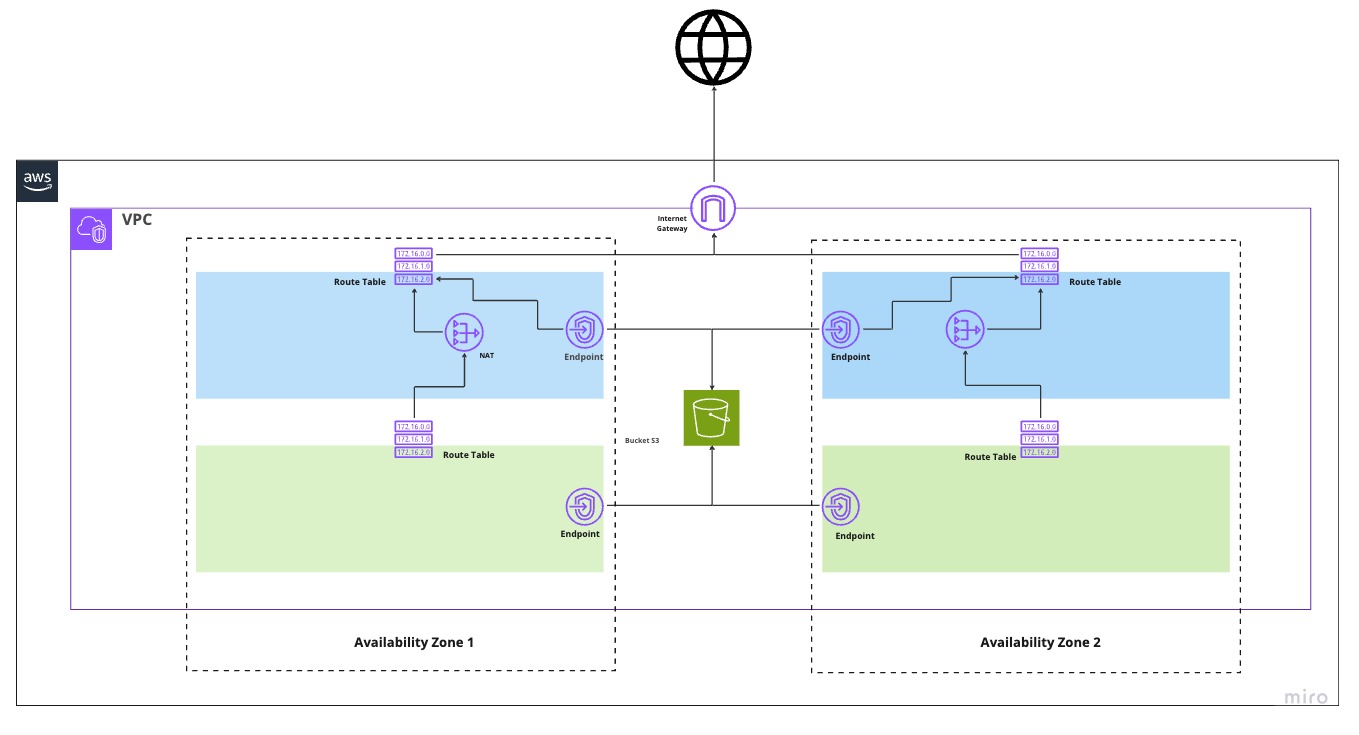 aws
VPC
Internet
Gateway
172.16.0.0
172.16.1.0
172.16.2.0
Route Table
172.16.0.0
172.16.1.0
172.16.2.0
Route Table
NAT
Endpoint
Endpoint
172.16.0.0
172.16.1.0
172.16.2.0
Route Table
Bucket S3
172.16.0.0
172.16.1.0
172.16.2.0
Route Table
Endpoint
Endpoint
Availability Zone 1
Availability Zone 2
miro